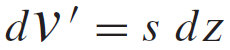 dV′ = s dz